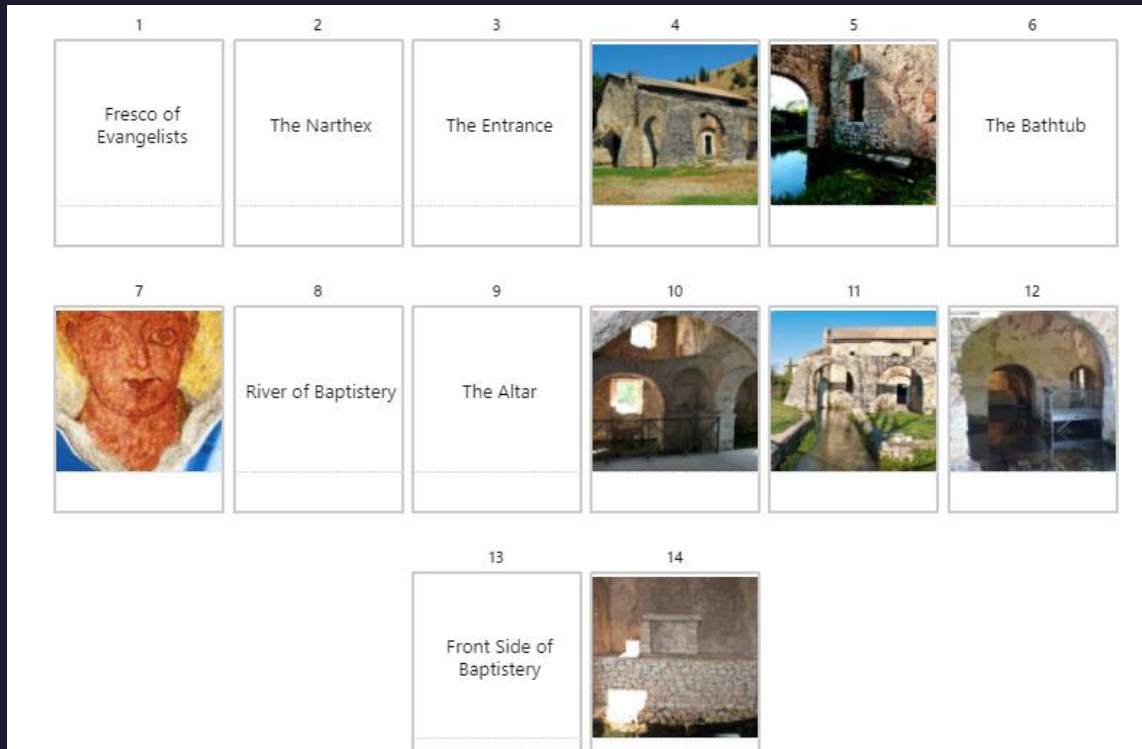 1 2 3 4 5 6
Fresco of
Evangelists
The Narthex
The Entrance
The Bathtub
7 8 9 10 11 12
River of Baptistery
The Altar
13 14
Front Side of
Baptistery